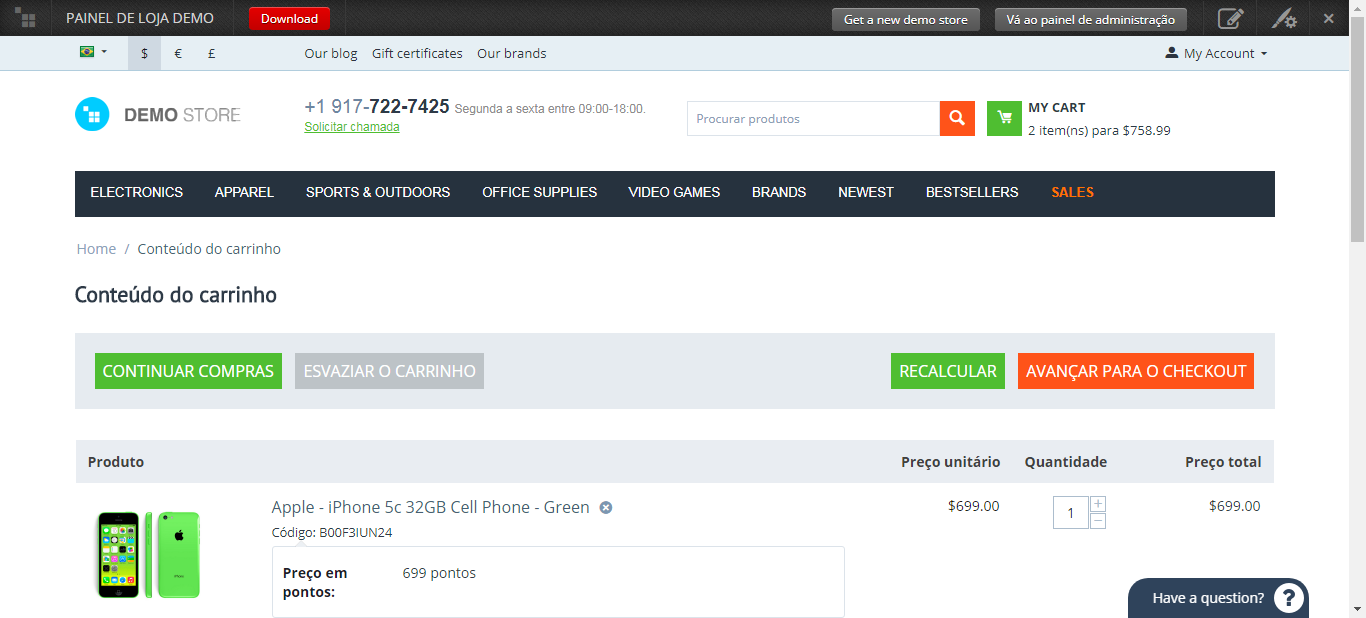 PAINEL DE LOJA DEMO Download Get a new demo store Vá ao painel de administração
$ € £ Our blog Gift certificates Our brands My Account
DEMO STORE
+1 917-722-7425 Segunda a sexta entre 09:00-18:00.
Solicitar chamada
Procurar produtos
MY CART
2 item(ns) para $758.99
ELECTRONICS APPAREL SPORTS & OUTDOORS OFFICE SUPPLIES VIDEO GAMES BRANDS NEWEST BESTSELLERS SALES
Home / Conteúdo do carrinho
Conteúdo do carrinho
CONTINUAR COMPRAS ESVAZIAR O CARRINHO RECALCULAR AVANÇAR PARA O CHECKOUT
Produto Preço unitário Quantidade Preço total
Apple - iPhone 5c 32GB Cell Phone - Green $699.00 1 $699.00
Código: B00F3IUN24
Preço em pontos: 699 pontos
Have a question? ?